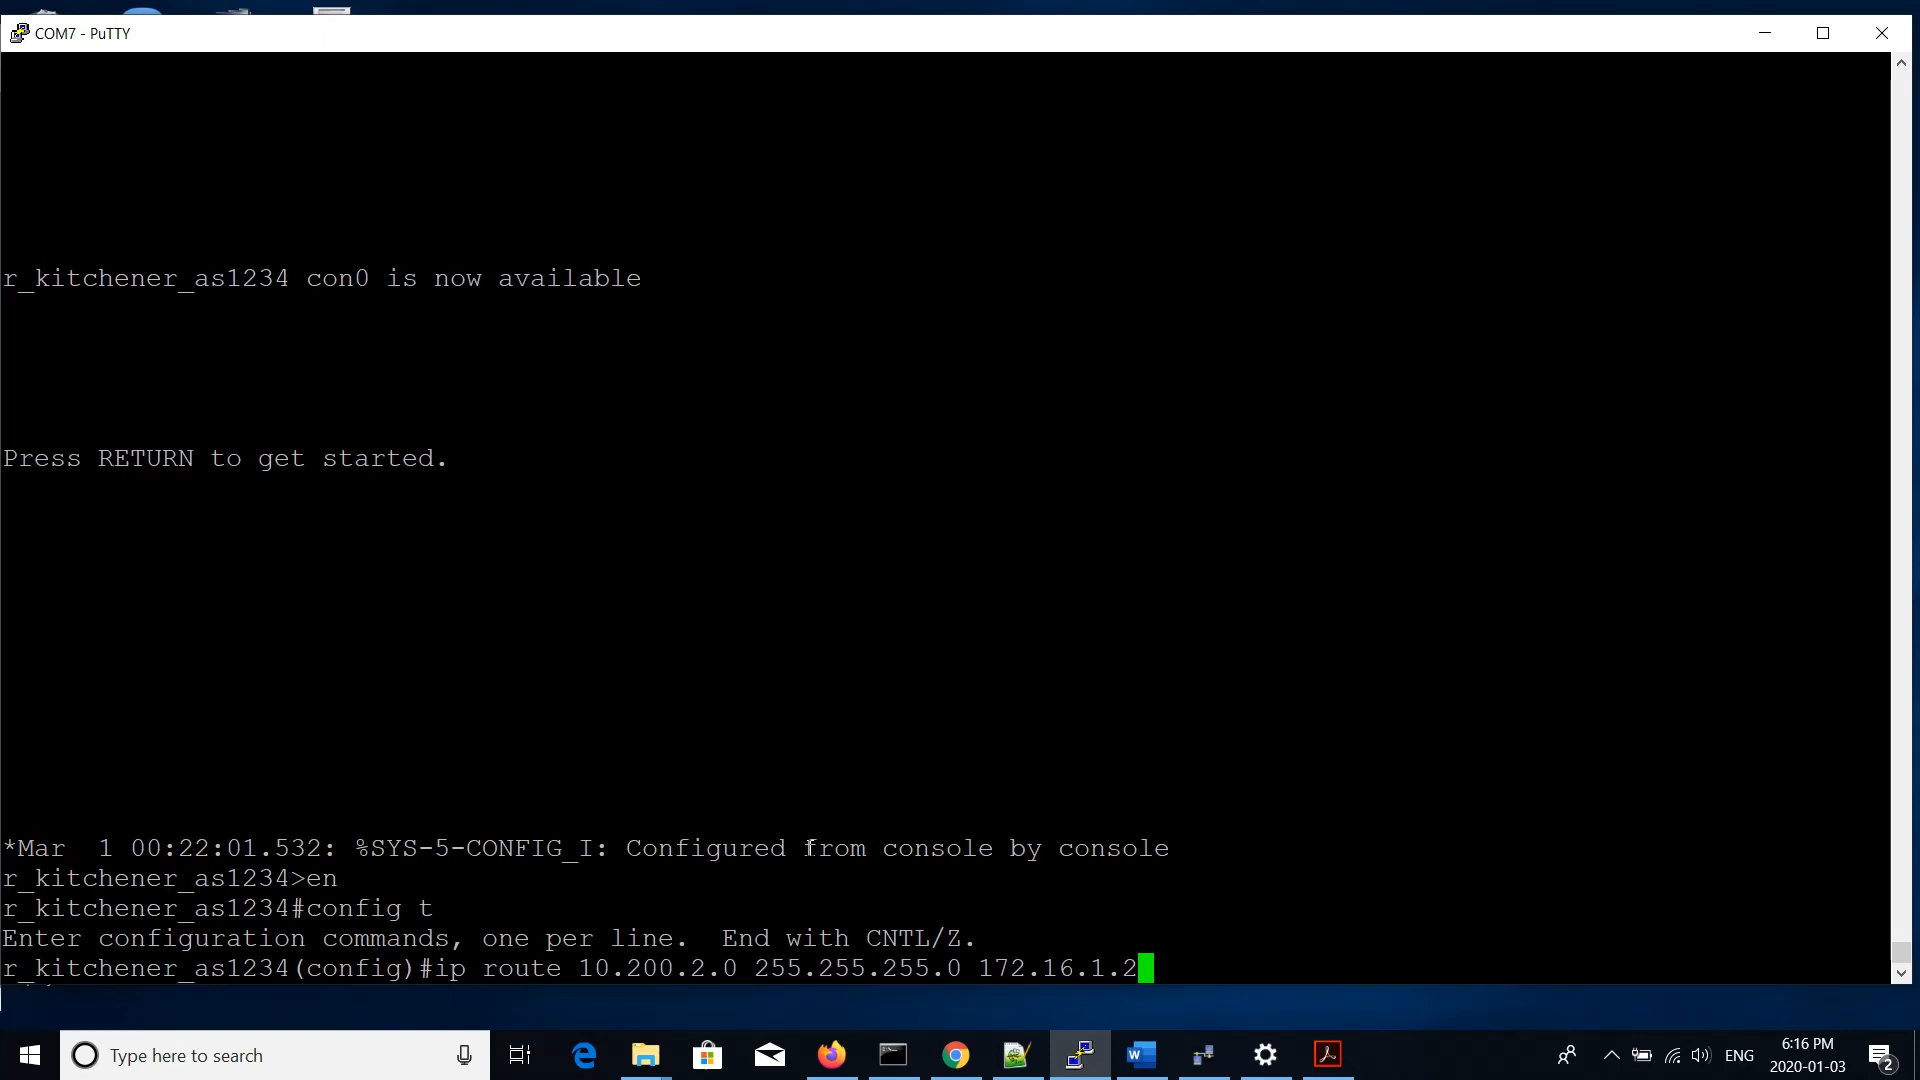 COM7 - PuTTY
r_kitchener_as1234 con0 is now available
Press RETURN to get started.
*Mar  1 00:22:01.532: %SYS-5-CONFIG_I: Configured from console by console
r_kitchener_as1234>en
r_kitchener_as1234#config t
Enter configuration commands, one per line.  End with CNTL/Z.
r_kitchener_as1234(config)#ip route 10.200.2.0 255.255.255.0 172.16.1.2
Type here to search
ENG
6:16 PM
2020-01-03
2